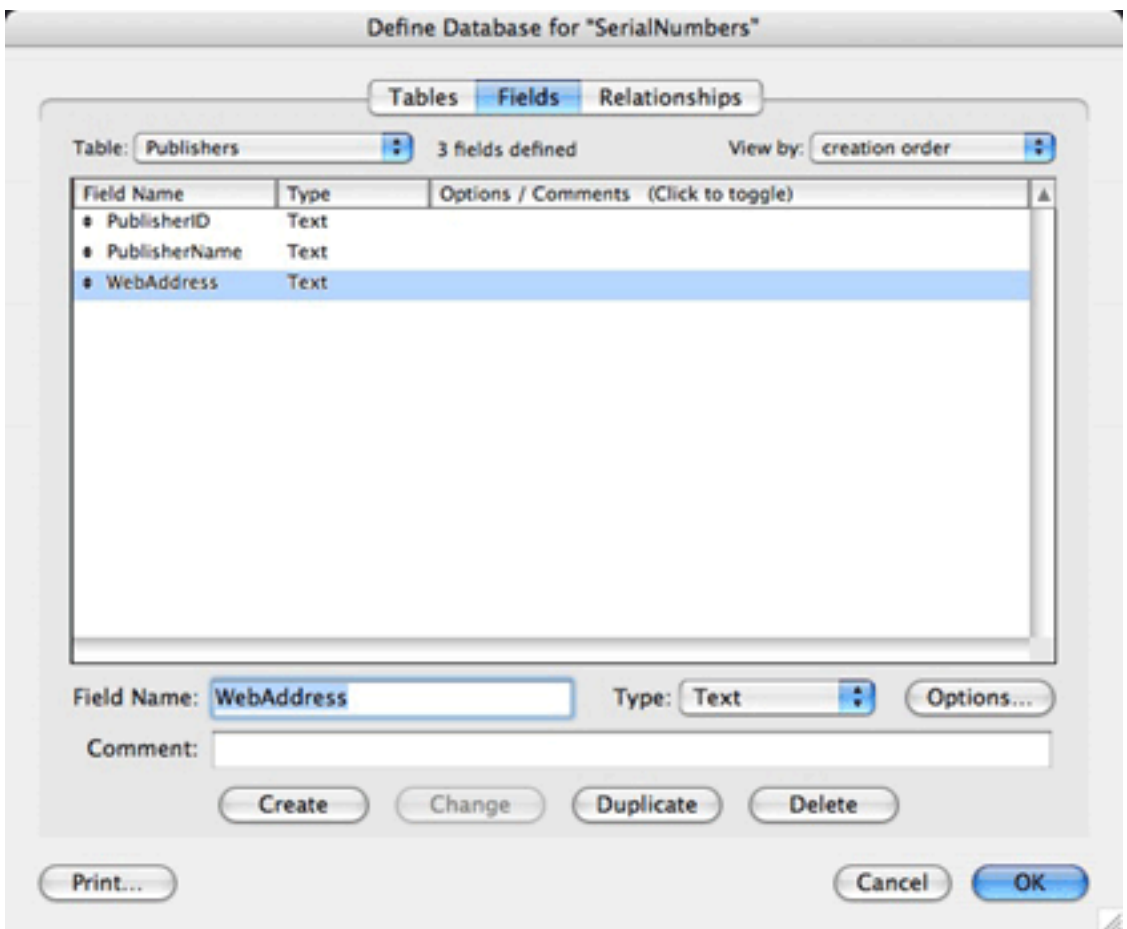 Define Database for "SerialNumbers"
Tables Fields Relationships
Table: Publishers 3 fields defined View by: creation order
Field Name Type Options / Comments (Click to toggle)
PublisherID Text
PublisherName Text
WebAddress Text
Field Name: WebAddress Type: Text Options...
Comment:
Create Change Duplicate Delete
Print... Cancel OK